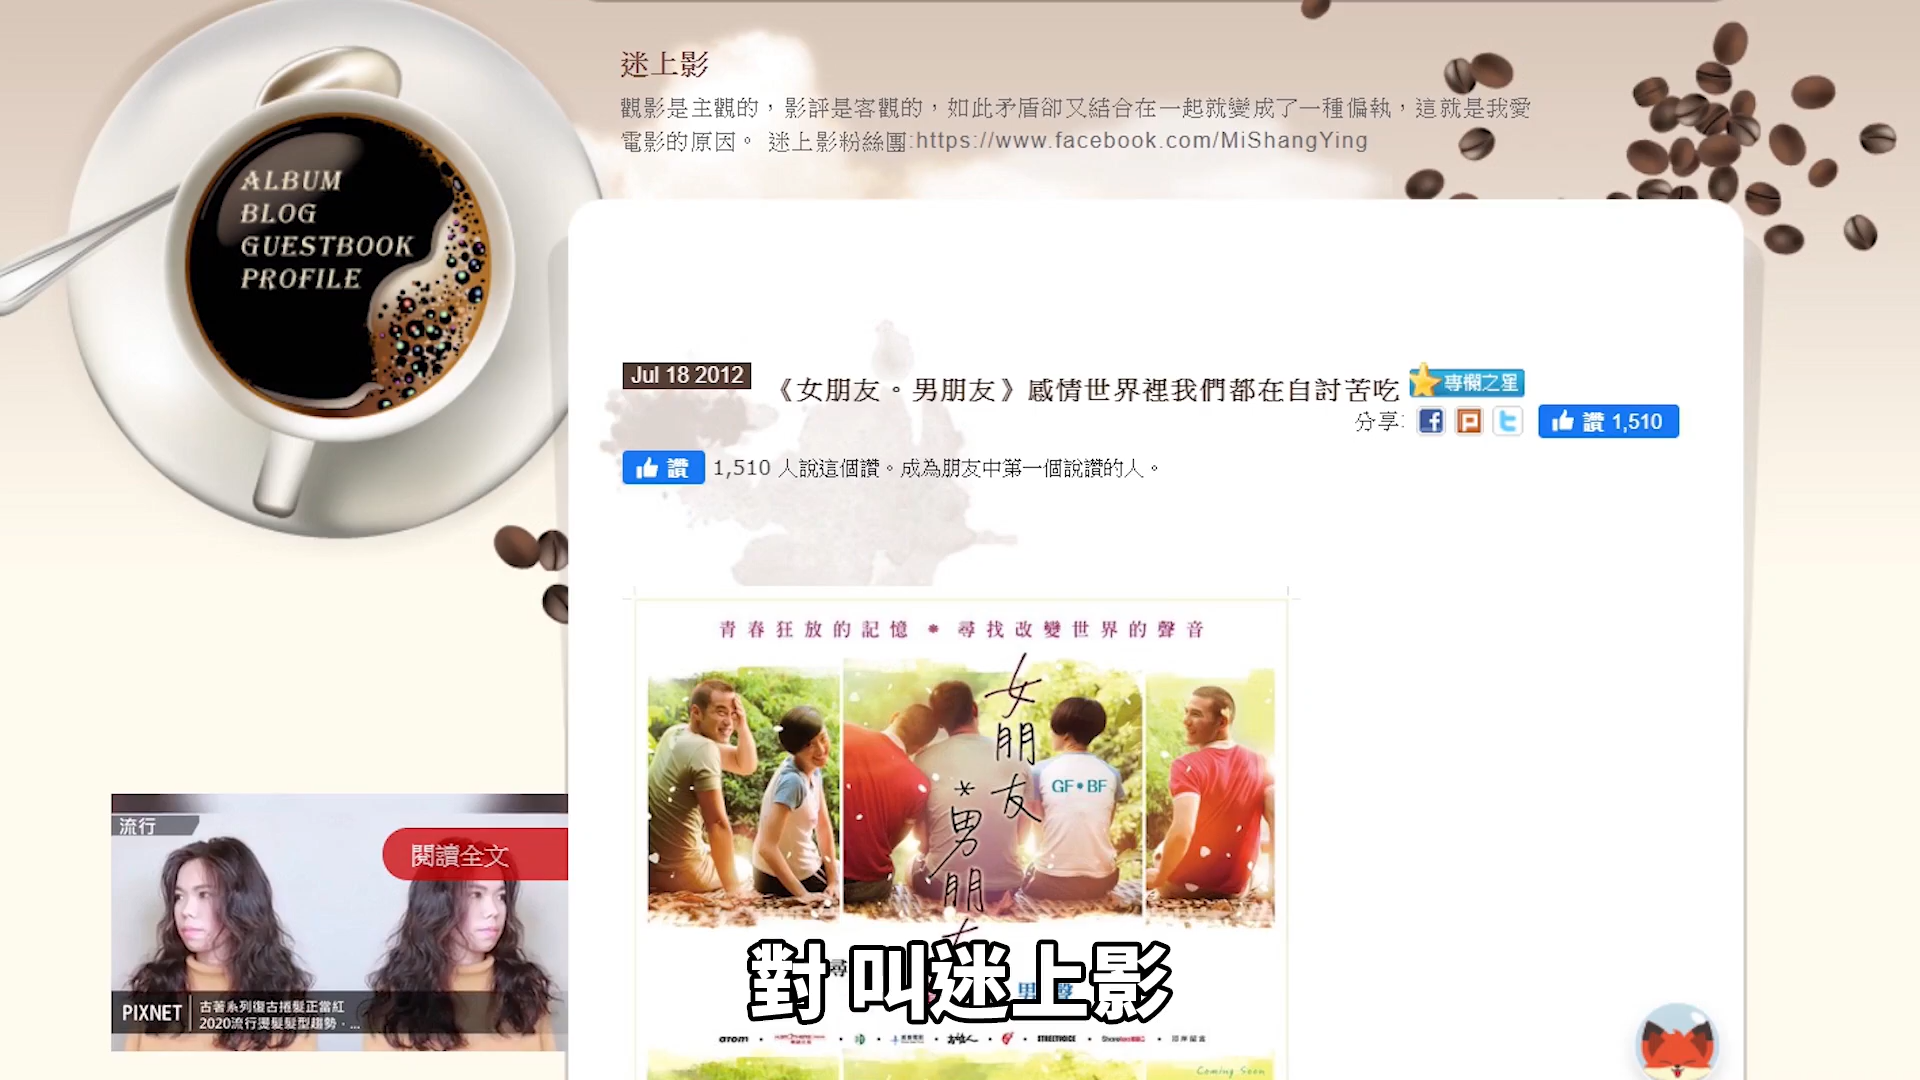 迷上影
觀影是主觀的，影評是客觀的，如此矛盾卻又結合在一起就變成了一種偏執，這就是我愛
電影的原因。 迷上影粉絲團:https://www.facebook.com/MiShangYing
ALBUM
BLOG
GUESTBOOK
PROFILE
Jul 18 2012
《女朋友。男朋友》感情世界裡我們都在自討苦吃
專欄之星
分享:
讚 1,510
讚 1,510 人說這個讚。成為朋友中第一個說讚的人。
青春狂放的記憶 * 尋找改變世界的聲音
女朋友
*男朋友
GF*BF
流行
閱讀全文
PIXNET
古著系列復古捲髮正當紅
2020流行燙髮髮型趨勢．...
對 叫迷上影
atom
STREETVOICE
Coming Soon